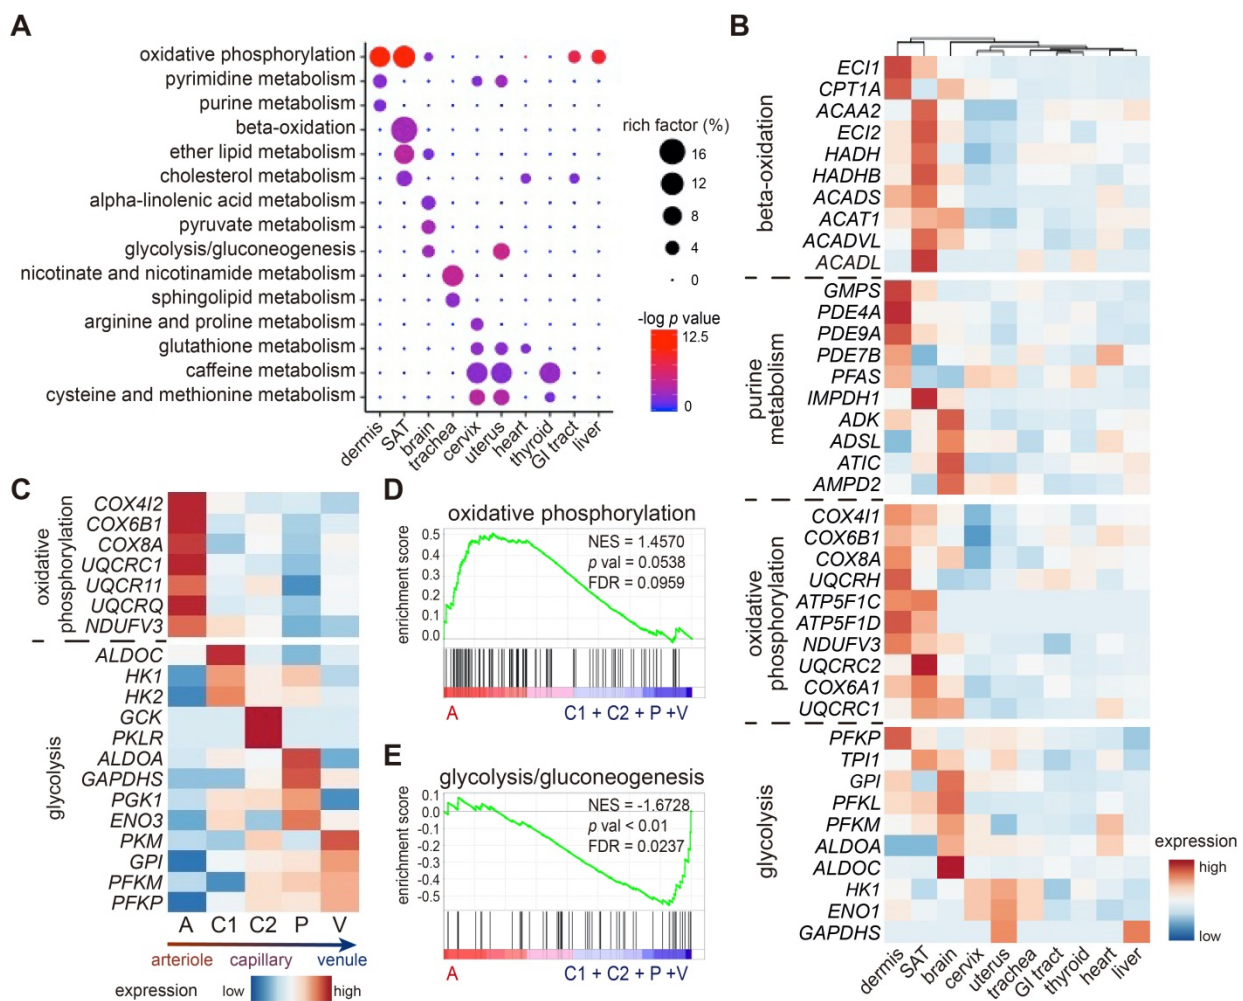 A
oxidative phosphorylation
pyrimidine metabolism
purine metabolism
beta-oxidation
ether lipid metabolism
cholesterol metabolism
alpha-linolenic acid metabolism
pyruvate metabolism
glycolysis/gluconeogenesis
nicotinate and nicotinamide metabolism
sphingolipid metabolism
arginine and proline metabolism
glutathione metabolism
caffeine metabolism
cysteine and methionine metabolism
dermis
SAT
brain
trachea
cervix
uterus
heart
thyroid
GI tract
liver
rich factor (%)
16
12
8
4
0
-log p value
12.5
0
B
beta-oxidation
ECI1
CPT1A
ACAA2
ECI2
HADH
HADHB
ACADS
ACAT1
ACADVL
ACADL
purine
metabolism
GMPS
PDE4A
PDE9A
PDE7B
PFAS
IMPDH1
ADK
ADSL
ATIC
AMPD2
oxidative
phosphorylation
COX4I1
COX6B1
COX8A
UQCRH
ATP5F1C
ATP5F1D
NDUFV3
UQCRC2
COX6A1
UQCRC1
glycolysis
PFKP
TPI1
GPI
PFKL
PFKM
ALDOA
ALDOC
HK1
ENO1
GAPDHS
dermis
SAT
brain
cervix
uterus
trachea
GI tract
thyroid
heart
liver
expression
high
low
C
oxidative
phosphorylation
COX4I2
COX6B1
COX8A
UQCRC1
UQCR11
UQCRQ
NDUFV3
glycolysis
ALDOC
HK1
HK2
GCK
PKLR
ALDOA
GAPDHS
PGK1
ENO3
PKM
GPI
PFKM
PFKP
A C1 C2 P V
arteriole capillary venule
expression low high
D
oxidative phosphorylation
enrichment score
0.5
0.4
0.3
0.2
0.1
0.0
NES = 1.4570
p val = 0.0538
FDR = 0.0959
A C1 + C2 + P +V
E
glycolysis/gluconeogenesis
enrichment score
0.1
0.0
-0.1
-0.2
-0.3
-0.4
-0.5
NES = -1.6728
p val < 0.01
FDR = 0.0237
A C1 + C2 + P +V